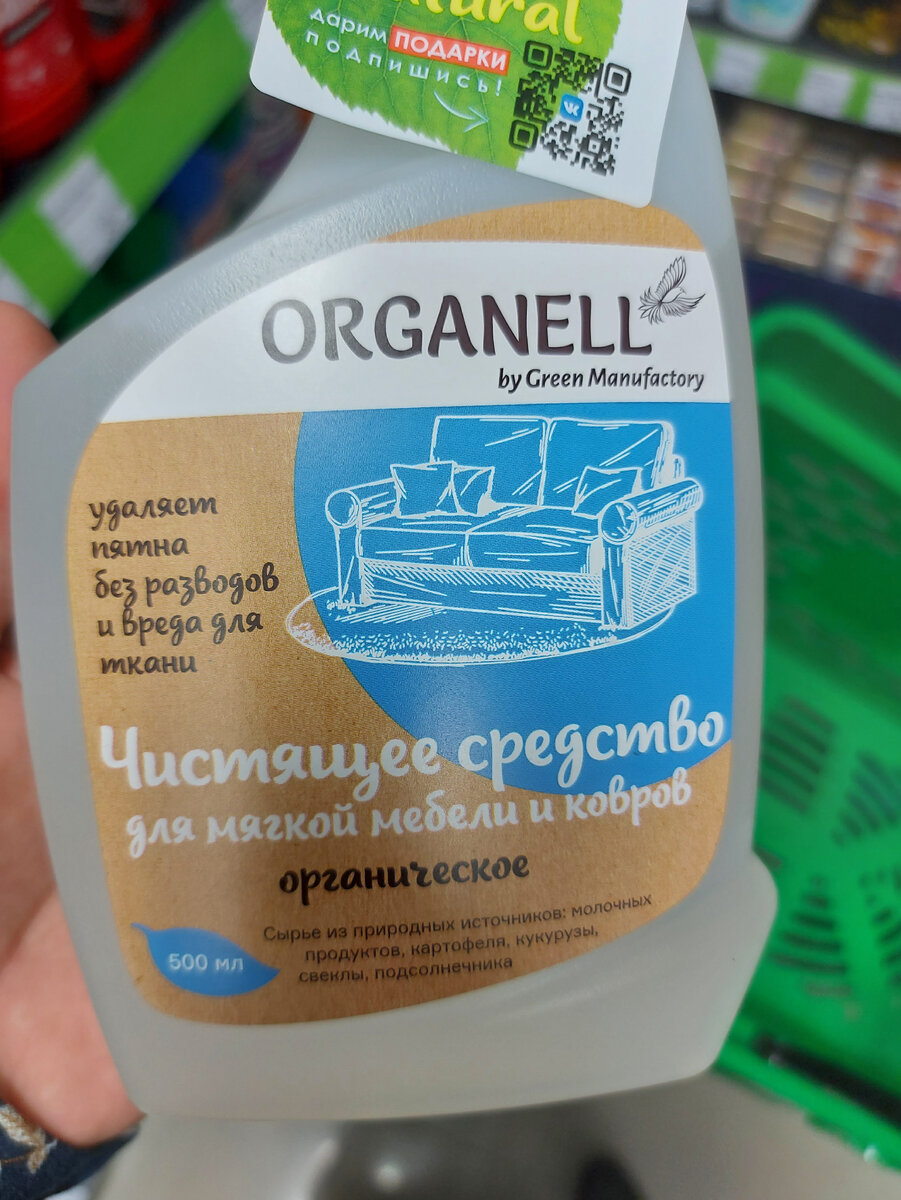 дарим ПОДАРКИ
ПОДПИШИСЬ!
ORGANELL
by Green Manufactory
удаляет
пятна
без разводов
и вреда для
ткани
Чистящее средство
для мягкой мебели и ковров
органическое
Сырье из природных источников: молочных
продуктов, картофеля, кукурузы,
свеклы, подсолнечника
500 мл